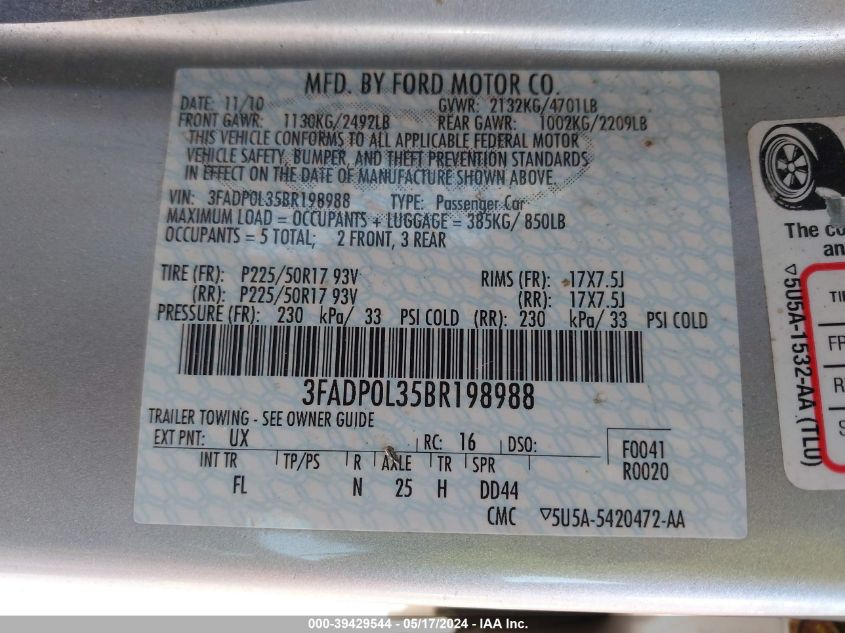 MFD. BY FORD MOTOR CO.
DATE: 11/10 GVWR: 2132KG/4701LB
FRONT GAWR: 1130KG/2492LB REAR GAWR: 1002KG/2209LB
THIS VEHICLE CONFORMS TO ALL APPLICABLE FEDERAL MOTOR
VEHICLE SAFETY, BUMPER, AND THEFT PREVENTION STANDARDS
IN EFFECT ON THE DATE OF MANUFACTURE SHOWN ABOVE.
VIN: 3FADP0L35BR198988 TYPE: Passenger Car
MAXIMUM LOAD = OCCUPANTS + LUGGAGE = 385KG/ 850LB
OCCUPANTS = 5 TOTAL; 2 FRONT, 3 REAR
TIRE (FR): P225/50R17 93V RIMS (FR): 17X7.5J
(RR): P225/50R17 93V (RR): 17X7.5J
PRESSURE (FR): 230 kPa/ 33 PSI COLD (RR): 230 kPa/ 33 PSI COLD
3FADP0L35BR198988
TRAILER TOWING - SEE OWNER GUIDE
EXT PNT: UX RC: 16 DSO: F0041
R0020
INT TR TP/PS R AXLE TR SPR
FL N 25 H DD44
CMC ▽5U5A-5420472-AA
The co
an
▽5U5A-1532-AA (TLU)
TI
FR
R
S
000-39429544 - 05/17/2024 - IAA Inc.